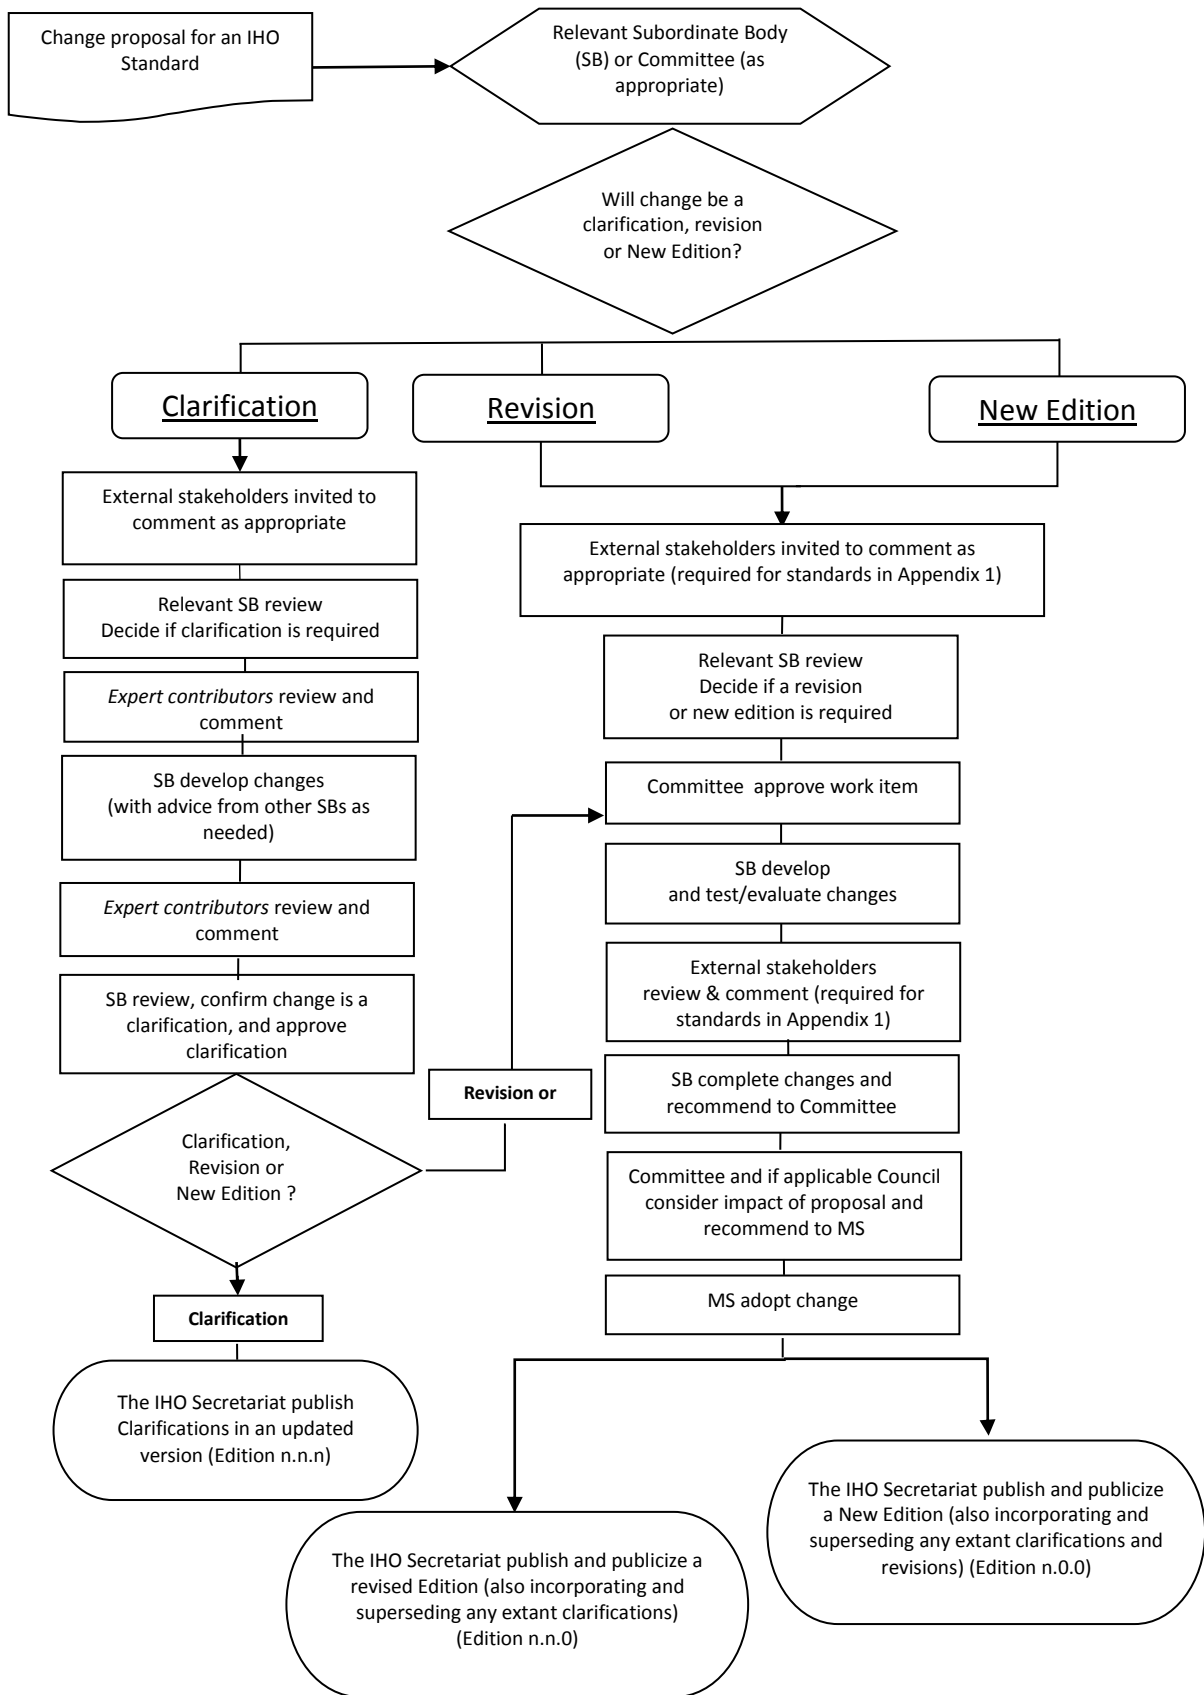 Change proposal for an IHO
Standard
Relevant Subordinate Body
(SB) or Committee (as
appropriate)
Will change be a
clarification, revision
or New Edition?
Clarification
Revision
New Edition
External stakeholders invited to
comment as appropriate
Relevant SB review
Decide if clarification is required
Expert contributors review and
comment
SB develop changes
(with advice from other SBs as
needed)
Expert contributors review and
comment
SB review, confirm change is a
clarification, and approve
clarification
Clarification,
Revision or
New Edition ?
Revision or
Clarification
The IHO Secretariat publish
Clarifications in an updated
version (Edition n.n.n)
External stakeholders invited to comment as
appropriate (required for standards in Appendix 1)
Relevant SB review
Decide if a revision
or new edition is required
Committee  approve work item
SB develop
and test/evaluate changes
External stakeholders
review & comment (required for
standards in Appendix 1)
SB complete changes and
recommend to Committee
Committee and if applicable Council
consider impact of proposal and
recommend to MS
MS adopt change
The IHO Secretariat publish and publicize a
revised Edition (also incorporating and
superseding any extant clarifications)
(Edition n.n.0)
The IHO Secretariat publish and publicize
a New Edition (also incorporating and
superseding any extant clarifications and
revisions) (Edition n.0.0)